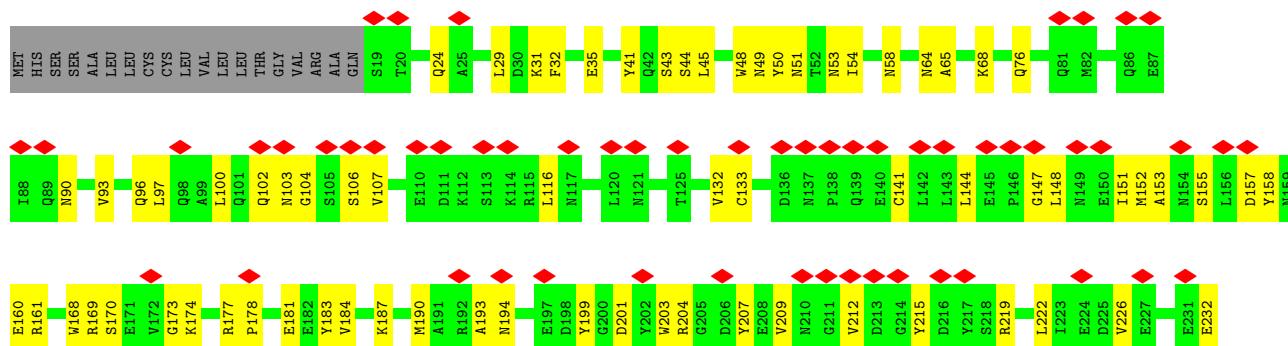 MET HIS SER SER ALA LEU LEU CYS CYS LEU VAL LEU LEU THR GLY VAL ARG ALA GLN S19 T20 Q24 A25 L29 D30 K31 F32 E35 Y41 Q42 S43 S44 L45 W48 N49 Y50 N51 T52 N53 I54 N58 N64 A65 K68 Q76 Q81 M82 Q86 E87
I88 Q89 N90 V93 Q96 L97 Q98 A99 L100 Q101 Q102 N103 G104 S105 S106 V107 E110 D111 K112 S113 K114 R115 L116 N117 L120 N121 T125 V132 C133 D136 N137 P138 Q139 E140 C141 L142 L143 L144 E145 P146 G147 L148 N149 E150 I151 M152 A153 N154 S155 L156 D157 Y158 N159
E160 R161 W168 R169 S170 E171 V172 G173 K174 R177 P178 E181 E182 Y183 V184 K187 M190 A191 R192 A193 N194 E197 D198 Y199 G200 D201 Y202 W203 R204 G205 D206 Y207 E208 V209 N210 G211 V212 D213 G214 Y215 D216 Y217 S218 R219 L222 I223 E224 D225 V226 E227 E231 E232